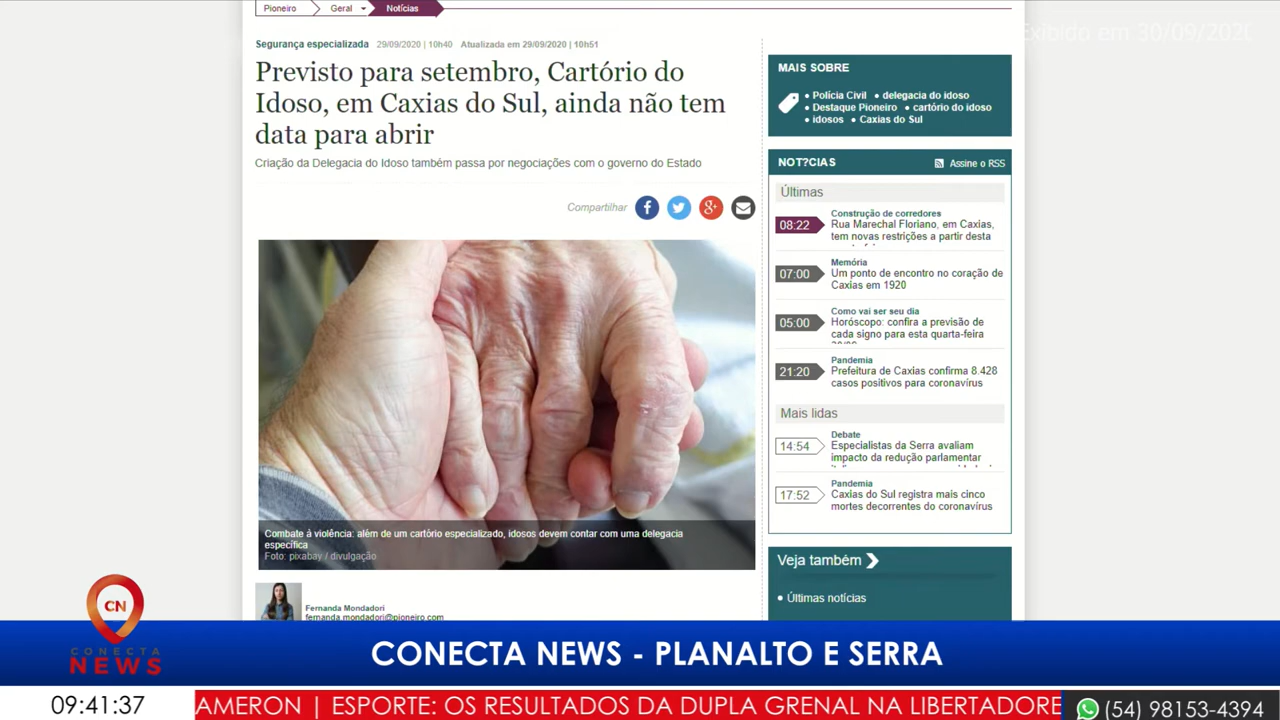 Pioneiro
Geral
Notícias
Exibido em 30/09/2020
Segurança especializada 29/09/2020 | 10h40 Atualizada em 29/09/2020 | 10h51
Previsto para setembro, Cartório do
Idoso, em Caxias do Sul, ainda não tem
data para abrir
Criação da Delegacia do Idoso também passa por negociações com o governo do Estado
Compartilhar
Combate à violência: além de um cartório especializado, idosos devem contar com uma delegacia
específica
Foto: pixabay / divulgação
Fernanda Mondadori
fernanda.mondadori@pioneiro.com
MAIS SOBRE
• Polícia Civil • delegacia do idoso
• Destaque Pioneiro • cartório do idoso
• idosos • Caxias do Sul
NOT?CIAS Assine o RSS
Últimas
Construção de corredores
08:22 Rua Marechal Floriano, em Caxias,
tem novas restrições a partir desta
Memória
07:00 Um ponto de encontro no coração de
Caxias em 1920
Como vai ser seu dia
05:00 Horóscopo: confira a previsão de
cada signo para esta quarta-feira
Pandemia
21:20 Prefeitura de Caxias confirma 8.428
casos positivos para coronavírus
Mais lidas
Debate
14:54 Especialistas da Serra avaliam
impacto da redução parlamentar
Pandemia
17:52 Caxias do Sul registra mais cinco
mortes decorrentes do coronavírus
Veja também
• Últimas notícias
CN
CONECTA
NEWS
CONECTA NEWS - PLANALTO E SERRA
09:41:37
AMERON | ESPORTE: OS RESULTADOS DA DUPLA GRENAL NA LIBERTADORE
(54) 98153-4394